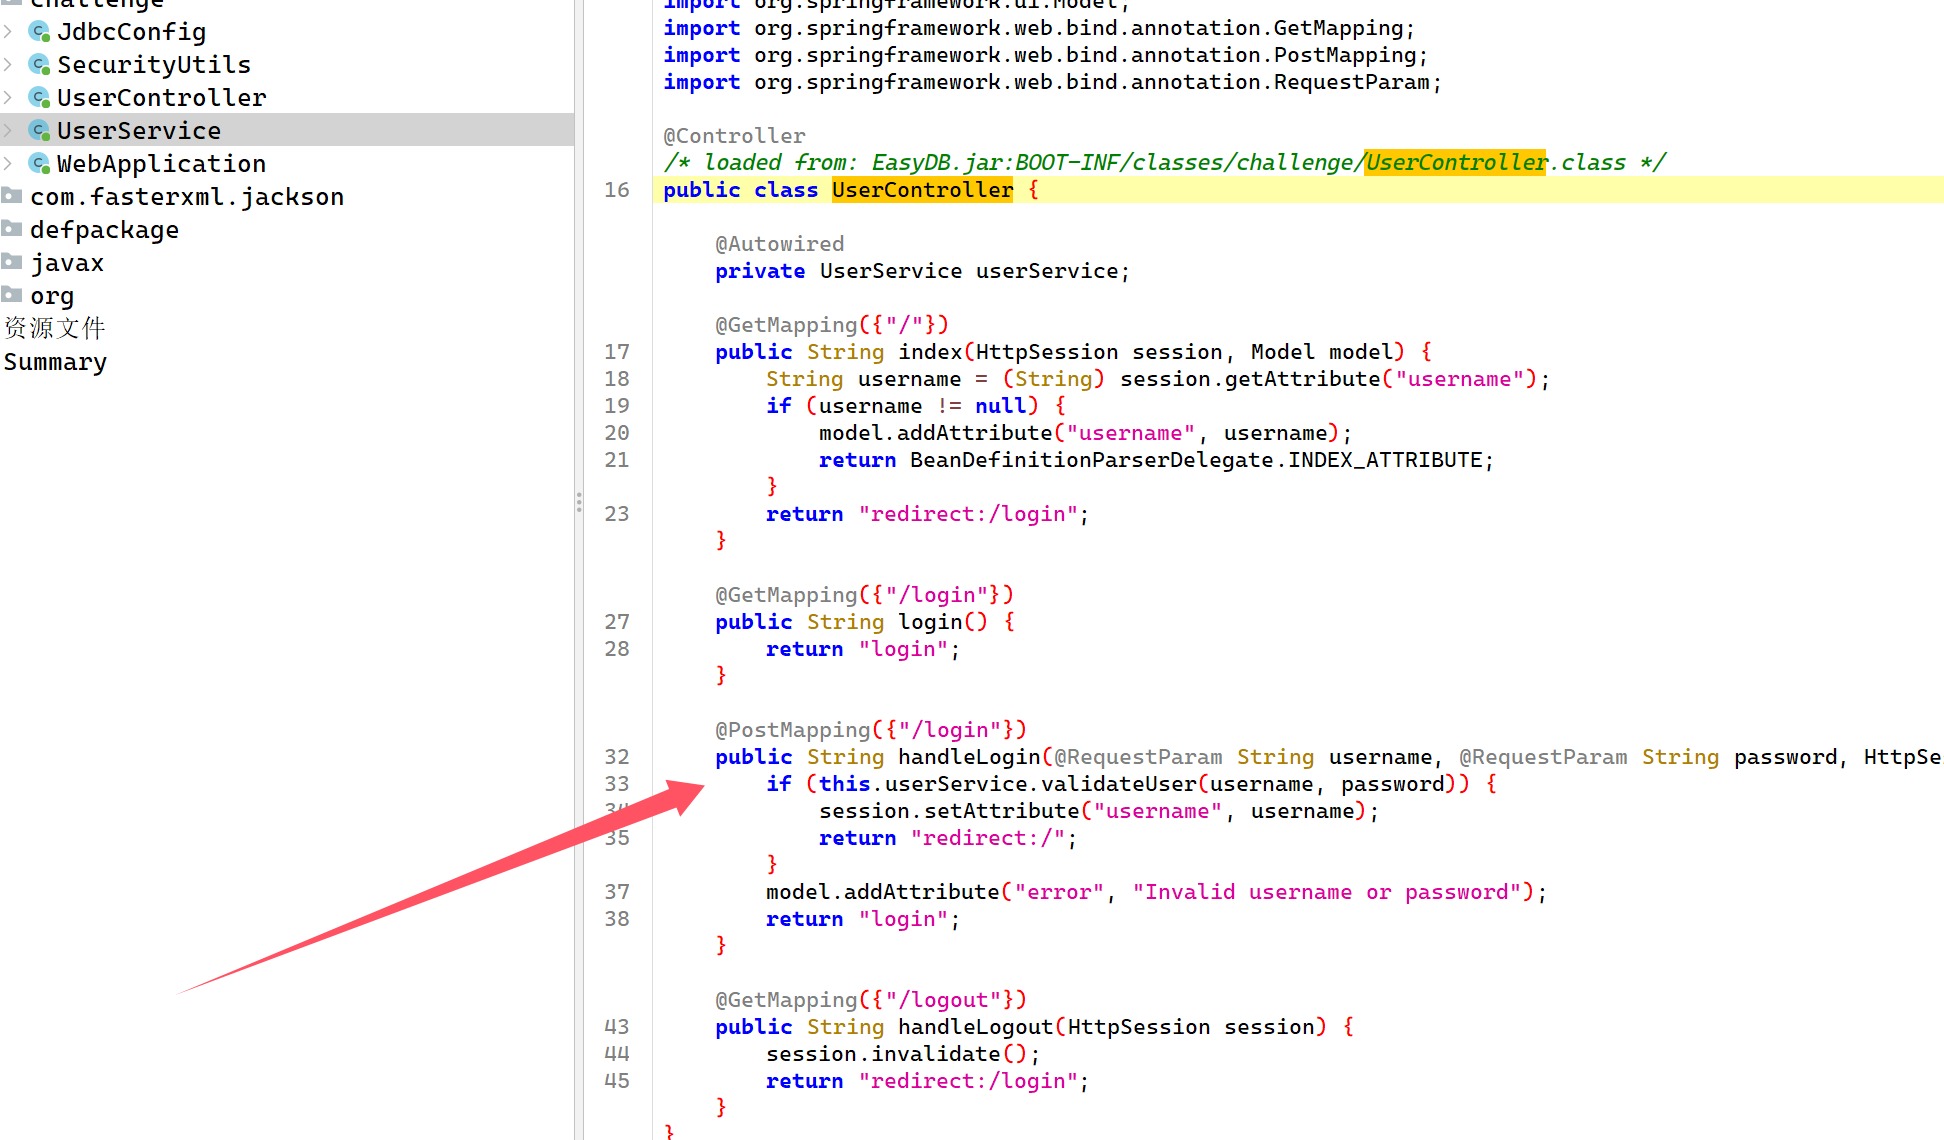 challenge
JdbcConfig
SecurityUtils
UserController
UserService
WebApplication
com.fasterxml.jackson
defpackage
javax
org
资源文件
Summary
import org.springframework.ui.Model;
import org.springframework.web.bind.annotation.GetMapping;
import org.springframework.web.bind.annotation.PostMapping;
import org.springframework.web.bind.annotation.RequestParam;
@Controller
/* loaded from: EasyDB.jar:BOOT-INF/classes/challenge/UserController.class */
16 public class UserController {
@Autowired
private UserService userService;
@GetMapping({"/"})
17 public String index(HttpSession session, Model model) {
18 String username = (String) session.getAttribute("username");
19 if (username != null) {
20 model.addAttribute("username", username);
21 return BeanDefinitionParserDelegate.INDEX_ATTRIBUTE;
}
23 return "redirect:/login";
}
@GetMapping({"/login"})
27 public String login() {
28 return "login";
}
@PostMapping({"/login"})
32 public String handleLogin(@RequestParam String username, @RequestParam String password, HttpSe
33 if (this.userService.validateUser(username, password)) {
34 session.setAttribute("username", username);
35 return "redirect:/";
}
37 model.addAttribute("error", "Invalid username or password");
38 return "login";
}
@GetMapping({"/logout"})
43 public String handleLogout(HttpSession session) {
44 session.invalidate();
45 return "redirect:/login";
}
}